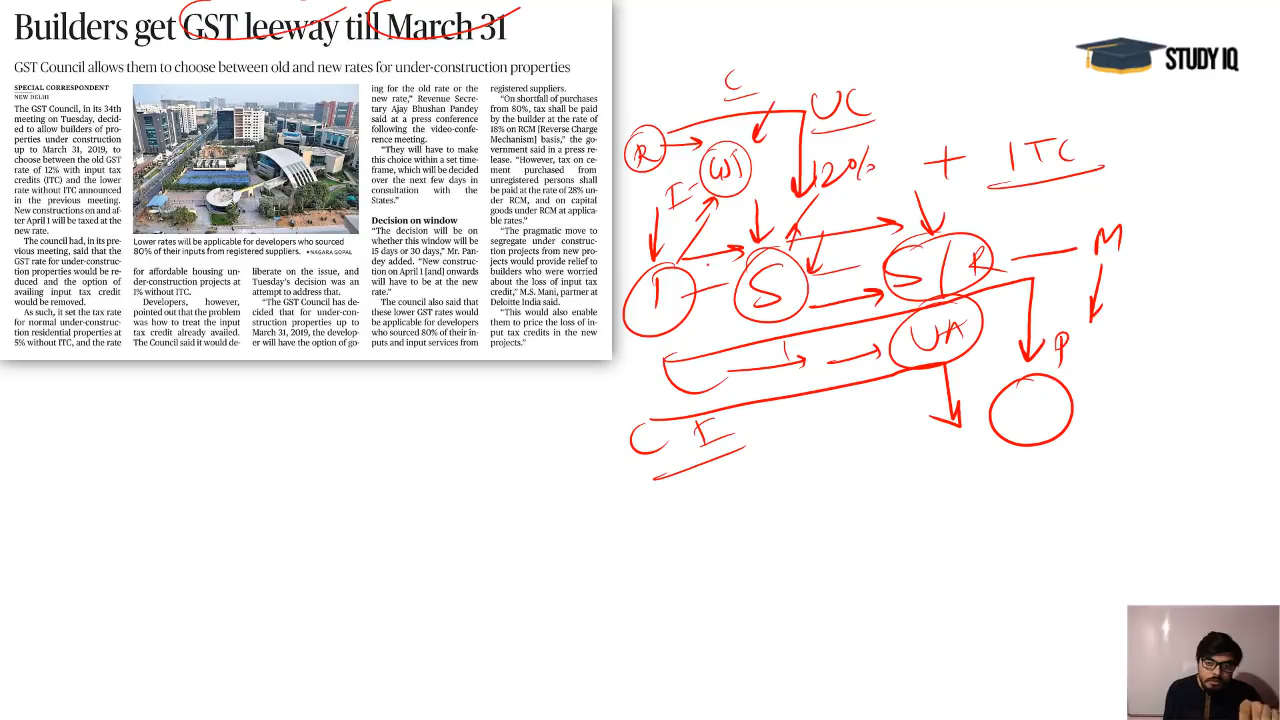 Builders get GST leeway till March 31
GST Council allows them to choose between old and new rates for under-construction properties
SPECIAL CORRESPONDENT
NEW DELHI
The GST Council, in its 34th
meeting on Tuesday, decid-
ed to allow builders of pro-
perties under construction
up to March 31, 2019, to
choose between the old GST
rate of 12% with input tax
credits (ITC) and the lower
rate without ITC announced
in the previous meeting.
New constructions on and af-
ter April 1 will be taxed at the
new rate.
The council had, in its pre-
vious meeting, said that the
GST rate for under-construc-
tion properties would be re-
duced and the option of
availing input tax credit
would be removed.
As such, it set the tax rate
for normal under-construc-
tion residential properties at
5% without ITC, and the rate
Lower rates will be applicable for developers who sourced
80% of their inputs from registered suppliers. • NAGARA GOPAL
for affordable housing un-
der-construction projects at
1% without ITC.
Developers, however,
pointed out that the problem
was how to treat the input
tax credit already availed.
The Council said it would de-
liberate on the issue, and
Tuesday's decision was an
attempt to address that.
"The GST Council has de-
cided that for under-con-
struction properties up to
March 31, 2019, the develop-
er will have the option of go-
ing for the old rate or the
new rate," Revenue Secre-
tary Ajay Bhushan Pandey
said at a press conference
following the video-confe-
rence meeting.
"They will have to make
this choice within a set time-
frame, which will be decided
over the next few days in
consultation with the
States."
Decision on window
"The decision will be on
whether this window will be
15 days or 30 days," Mr. Pan-
dey added. "New construc-
tion on April 1 [and] onwards
will have to be at the new
rate."
The council also said that
these lower GST rates would
be applicable for developers
who sourced 80% of their in-
puts and input services from
registered suppliers.
"On shortfall of purchases
from 80%, tax shall be paid
by the builder at the rate of
18% on RCM [Reverse Charge
Mechanism] basis," the go-
vernment said in a press re-
lease. "However, tax on ce-
ment purchased from
unregistered persons shall
be paid at the rate of 28% un-
der RCM, and on capital
goods under RCM at applica-
ble rates."
"The pragmatic move to
segregate under construc-
tion projects from new pro-
jects would provide relief to
builders who were worried
about the loss of input tax
credit," M.S. Mani, partner at
Deloitte India said.
"This would also enable
them to price the loss of in-
put tax credits in the new
projects."
STUDY IQ
C
UC
R
GST
12% + ITC
I
I
S
S/R
M
UA
P
C I